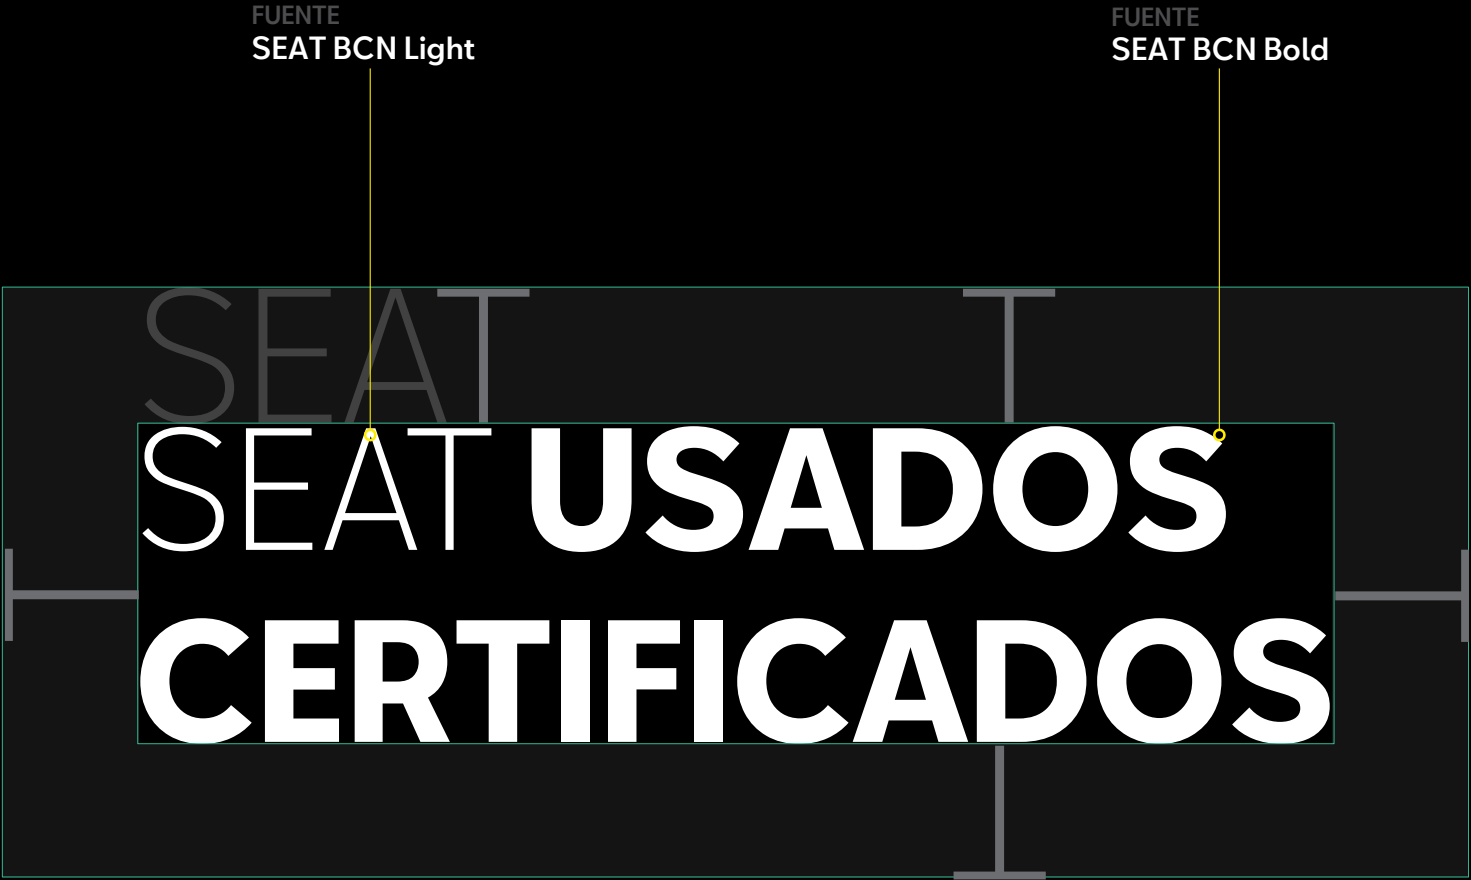 FUENTE
SEAT BCN Light
FUENTE
SEAT BCN Bold
SEAT
SEAT USADOS
CERTIFICADOS